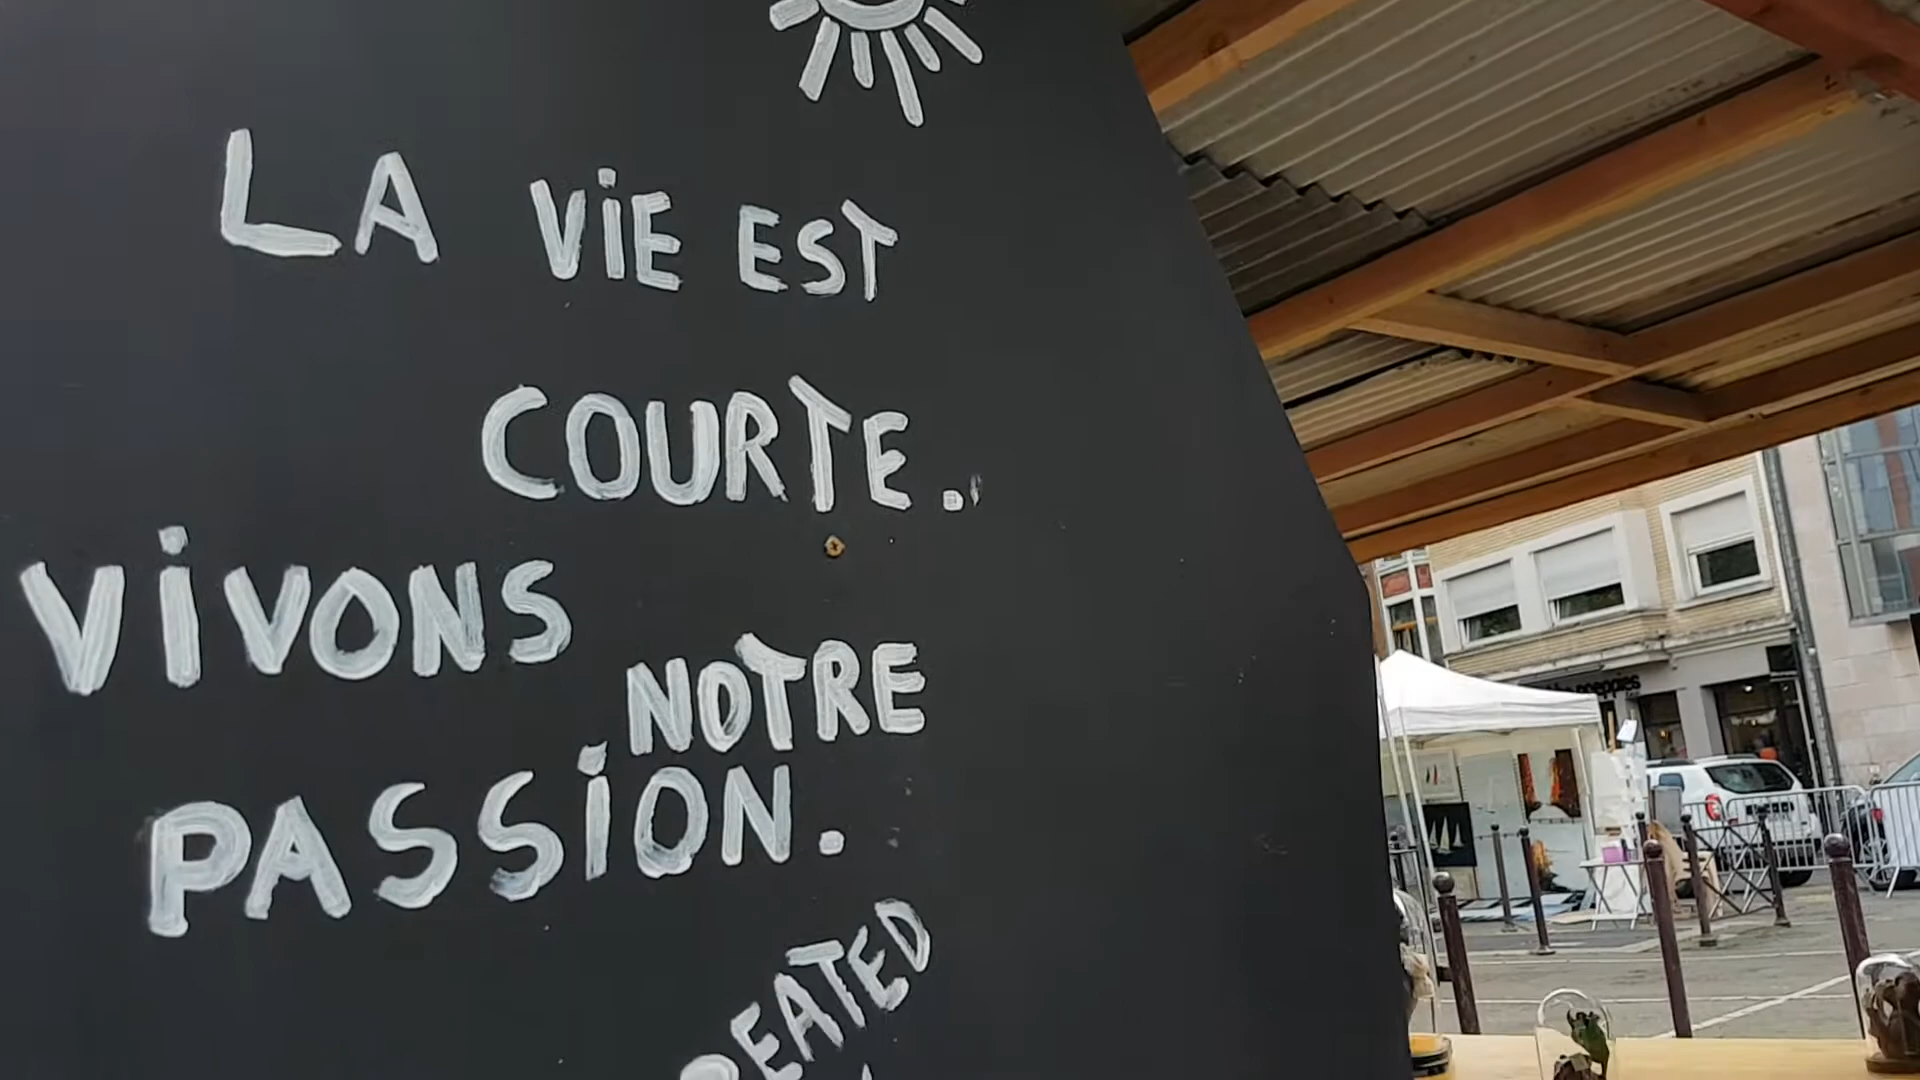 LA ViE EST
COURTE.
ViVONS
NOTRE
PASSiON.